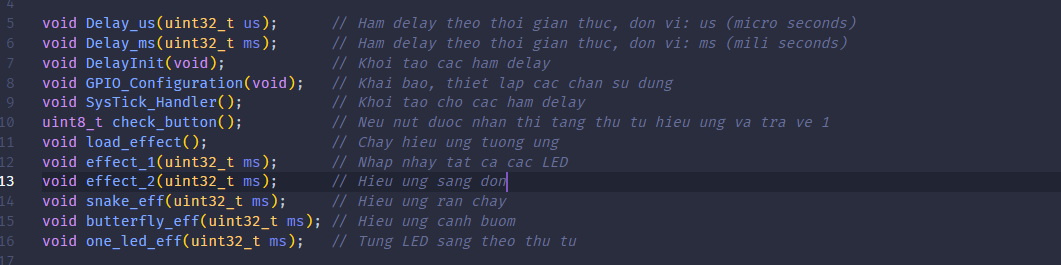 4
5 void Delay_us(uint32_t us); // Ham delay theo thoi gian thuc, don vi: us (micro seconds)
6 void Delay_ms(uint32_t ms); // Ham delay theo thoi gian thuc, don vi: ms (mili seconds)
7 void DelayInit(void); // Khoi tao cac ham delay
8 void GPIO_Configuration(void); // Khai bao, thiet lap cac chan su dung
9 void SysTick_Handler(); // Khoi tao cho cac ham delay
10 uint8_t check_button(); // Neu nut duoc nhan thi tang thu tu hieu ung va tra ve 1
11 void load_effect(); // Chay hieu ung tuong ung
12 void effect_1(uint32_t ms); // Nhap nhay tat ca cac LED
13 void effect_2(uint32_t ms); // Hieu ung sang don
14 void snake_eff(uint32_t ms); // Hieu ung ran chay
15 void butterfly_eff(uint32_t ms); // Hieu ung canh buom
16 void one_led_eff(uint32_t ms); // Tung LED sang theo thu tu
17